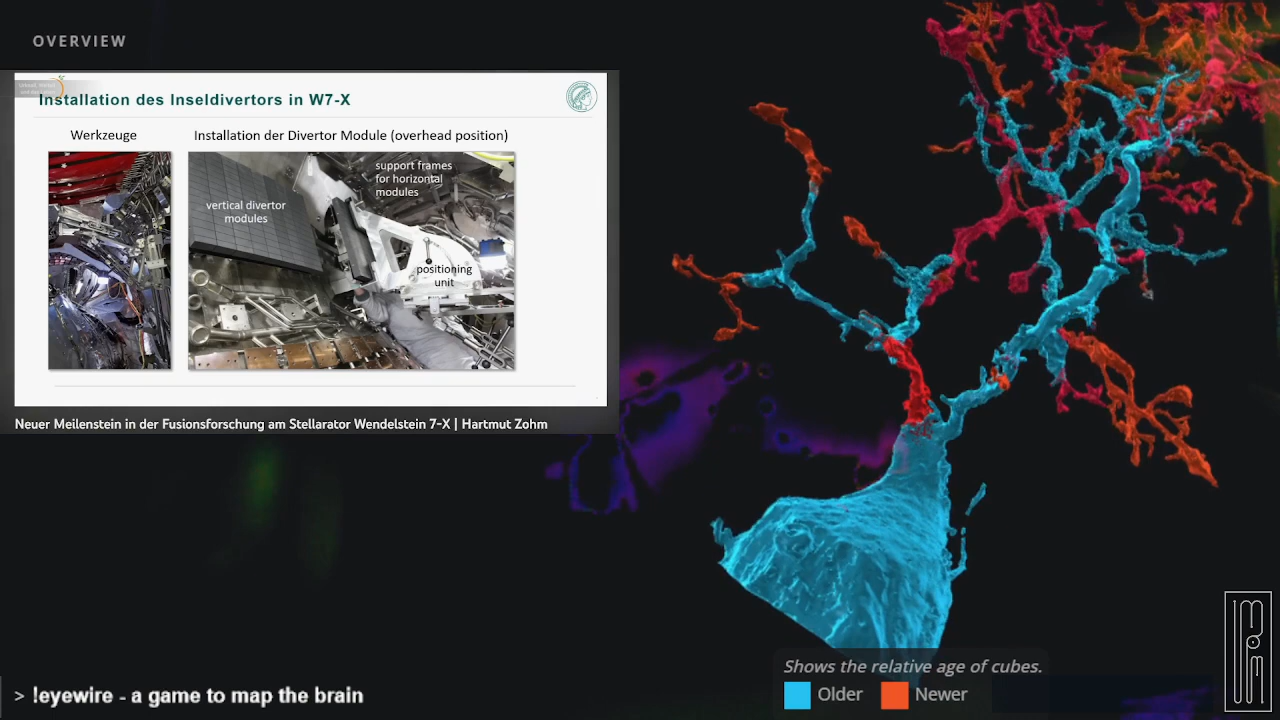 OVERVIEW
Installation des Inseldivertors in W7-X
Werkzeuge
Installation der Divertor Module (overhead position)
support frames
for horizontal
modules
vertical divertor
modules
positioning
unit
Neuer Meilenstein in der Fusionsforschung am Stellarator Wendelstein 7-X | Hartmut Zohm
Shows the relative age of cubes.
Older
Newer
> !eyewire - a game to map the brain